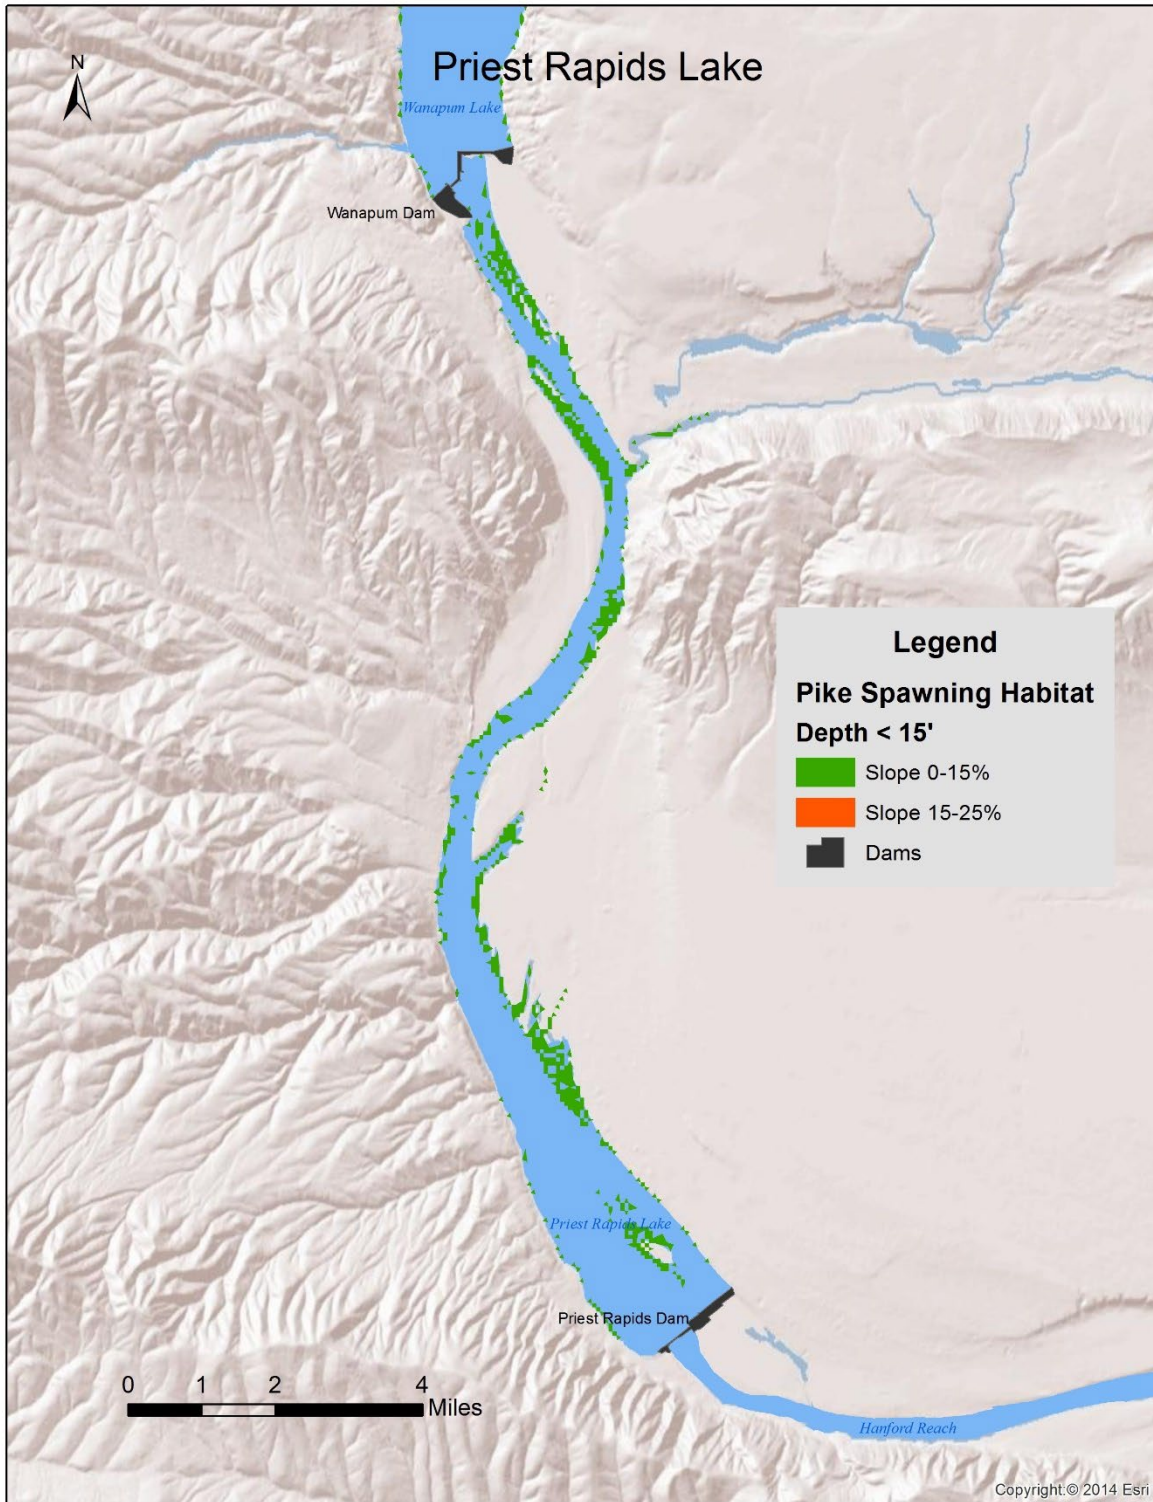 Priest Rapids Lake
N
Wanapum Lake
Wanapum Dam
Legend
Pike Spawning Habitat
Depth < 15'
Slope 0-15%
Slope 15-25%
Dams
Priest Rapids Lake
Priest Rapids Dam
0 1 2 4
Miles
Hanford Reach
Copyright:© 2014 Esri